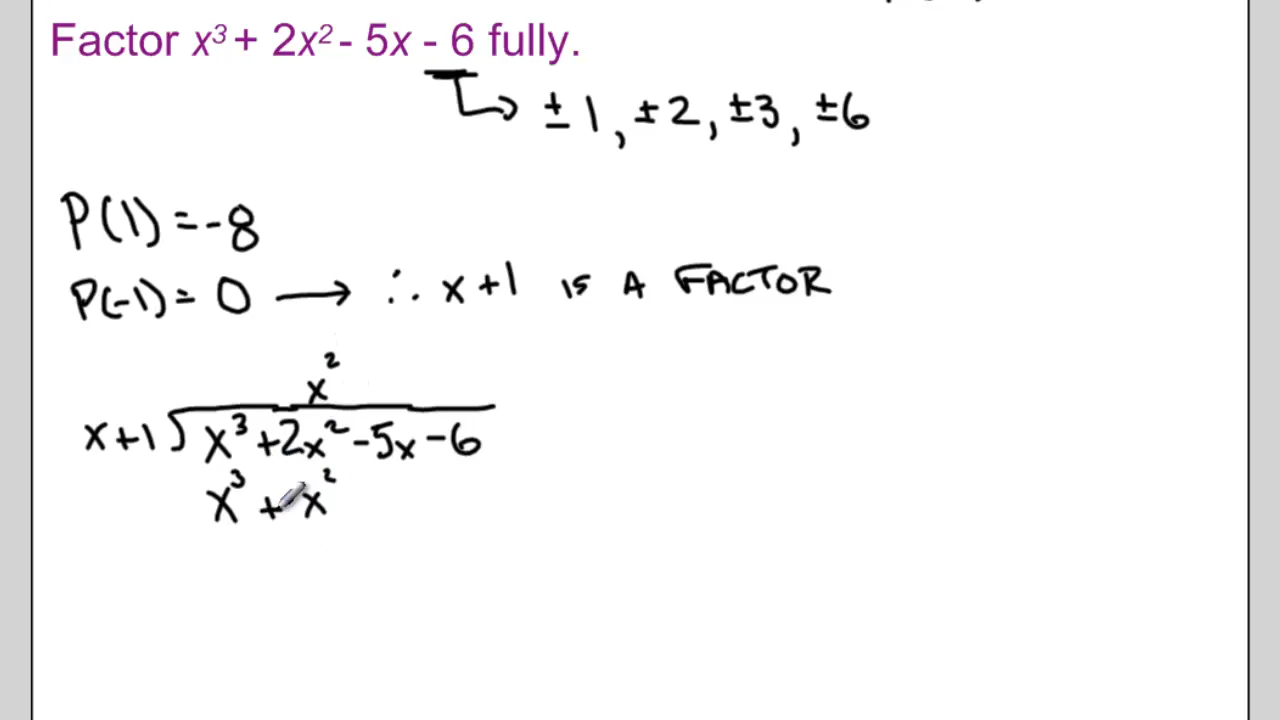 Factor x³ + 2x² - 5x - 6 fully.
± 1, ± 2, ± 3, ± 6
P(1) = -8
P(-1) = 0 → ∴ x + 1 IS A FACTOR
x²
x + 1 ) x³ + 2x² - 5x - 6
x³ + x²